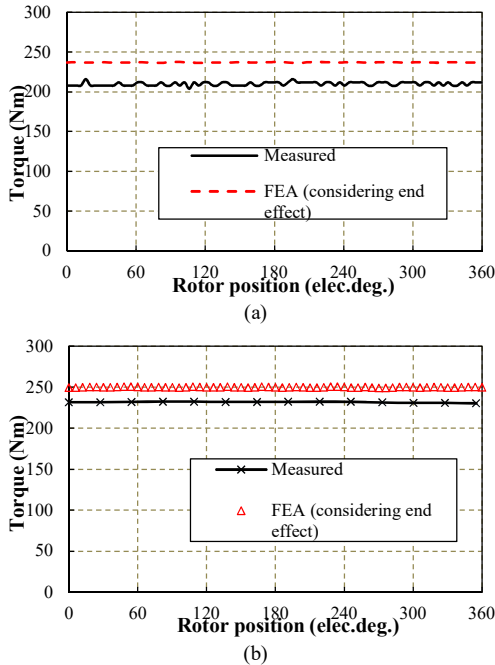 (a)
300
250
200
150
100
50
0
Torque (Nm)
Measured
FEA (considering end
effect)
0 60 120 180 240 300 360
Rotor position (elec.deg.)
(a)
300
250
200
150
100
50
0
Torque (Nm)
Measured
FEA (considering end
effect)
0 60 120 180 240 300 360
Rotor position (elec.deg.)
(b)